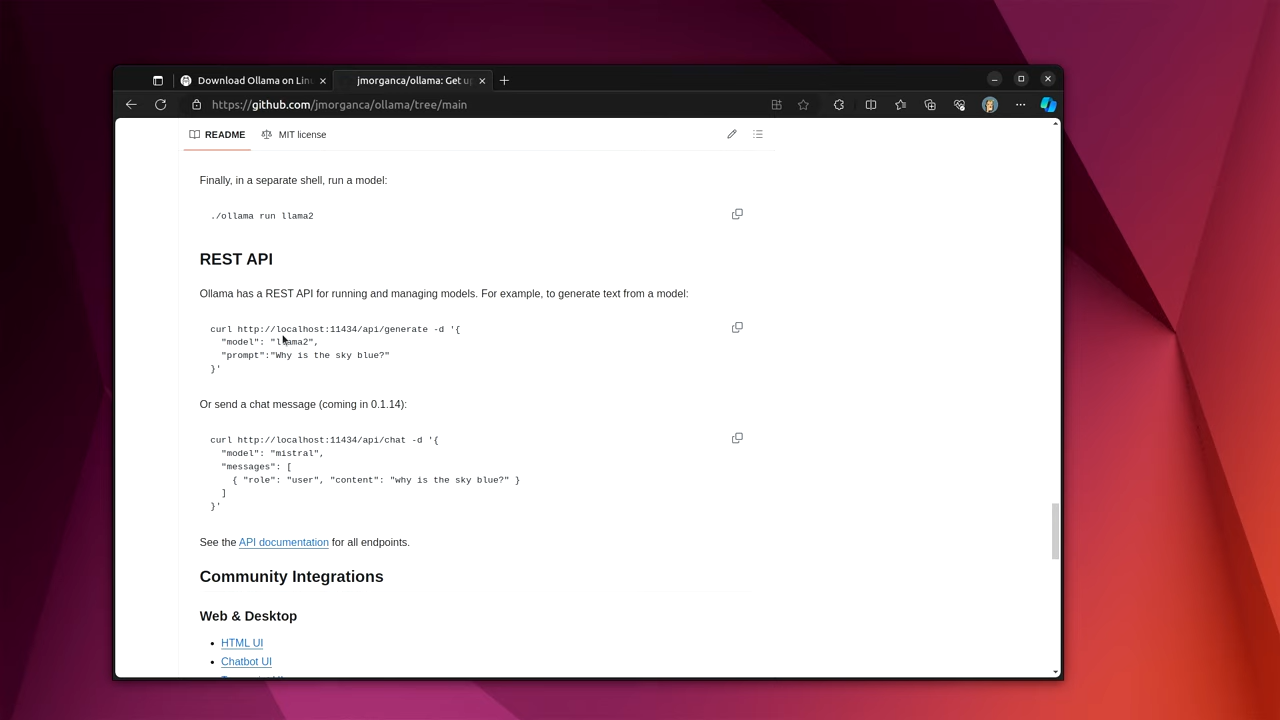 Download Ollama on Lin
jmorganca/ollama: Get u
https://github.com/jmorganca/ollama/tree/main
README
MIT license
Finally, in a separate shell, run a model:
./ollama run llama2
REST API
Ollama has a REST API for running and managing models. For example, to generate text from a model:
curl http://localhost:11434/api/generate -d '{
"model": "llama2",
"prompt":"Why is the sky blue?"
}'
Or send a chat message (coming in 0.1.14):
curl http://localhost:11434/api/chat -d '{
"model": "mistral",
"messages": [
{ "role": "user", "content": "why is the sky blue?" }
]
}'
See the API documentation for all endpoints.
Community Integrations
Web & Desktop
HTML UI
Chatbot UI